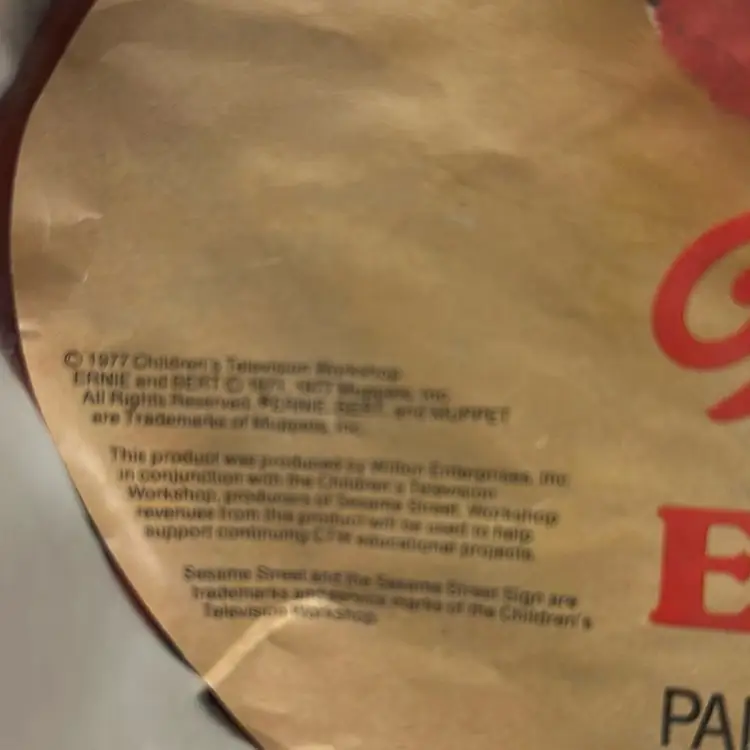 © 1977 Children's Television Workshop
ERNIE and BERT © 1971, 1977 Muppets, Inc.
All Rights Reserved. ERNIE, BERT, and MUPPET
are Trademarks of Muppets, Inc.
This product was produced by Wilton Enterprises, Inc.
in conjunction with the Children's Television
Workshop, producers of Sesame Street. Workshop
revenues from this product will be used to help
support continuing CTW educational projects.
Sesame Street and the Sesame Street Sign are
trademarks and service marks of the Children's
Television Workshop.
E
PA